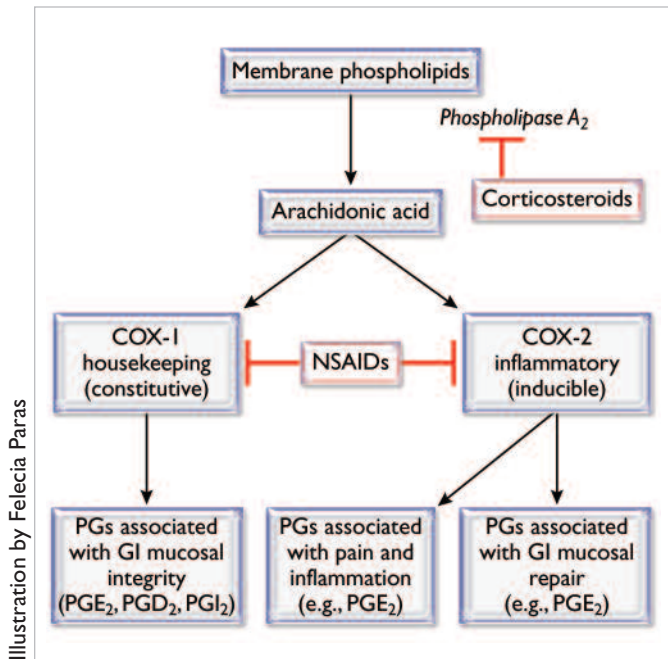 Membrane phospholipids
Phospholipase A₂
Corticosteroids
Arachidonic acid
COX-1
housekeeping
(constitutive)
NSAIDs
COX-2
inflammatory
(inducible)
PGs associated
with GI mucosal
integrity
(PGE₂, PGD₂, PGI₂)
PGs associated
with pain and
inflammation
(e.g., PGE₂)
PGs associated
with GI mucosal
repair
(e.g., PGE₂)
Illustration by Felecia Paras